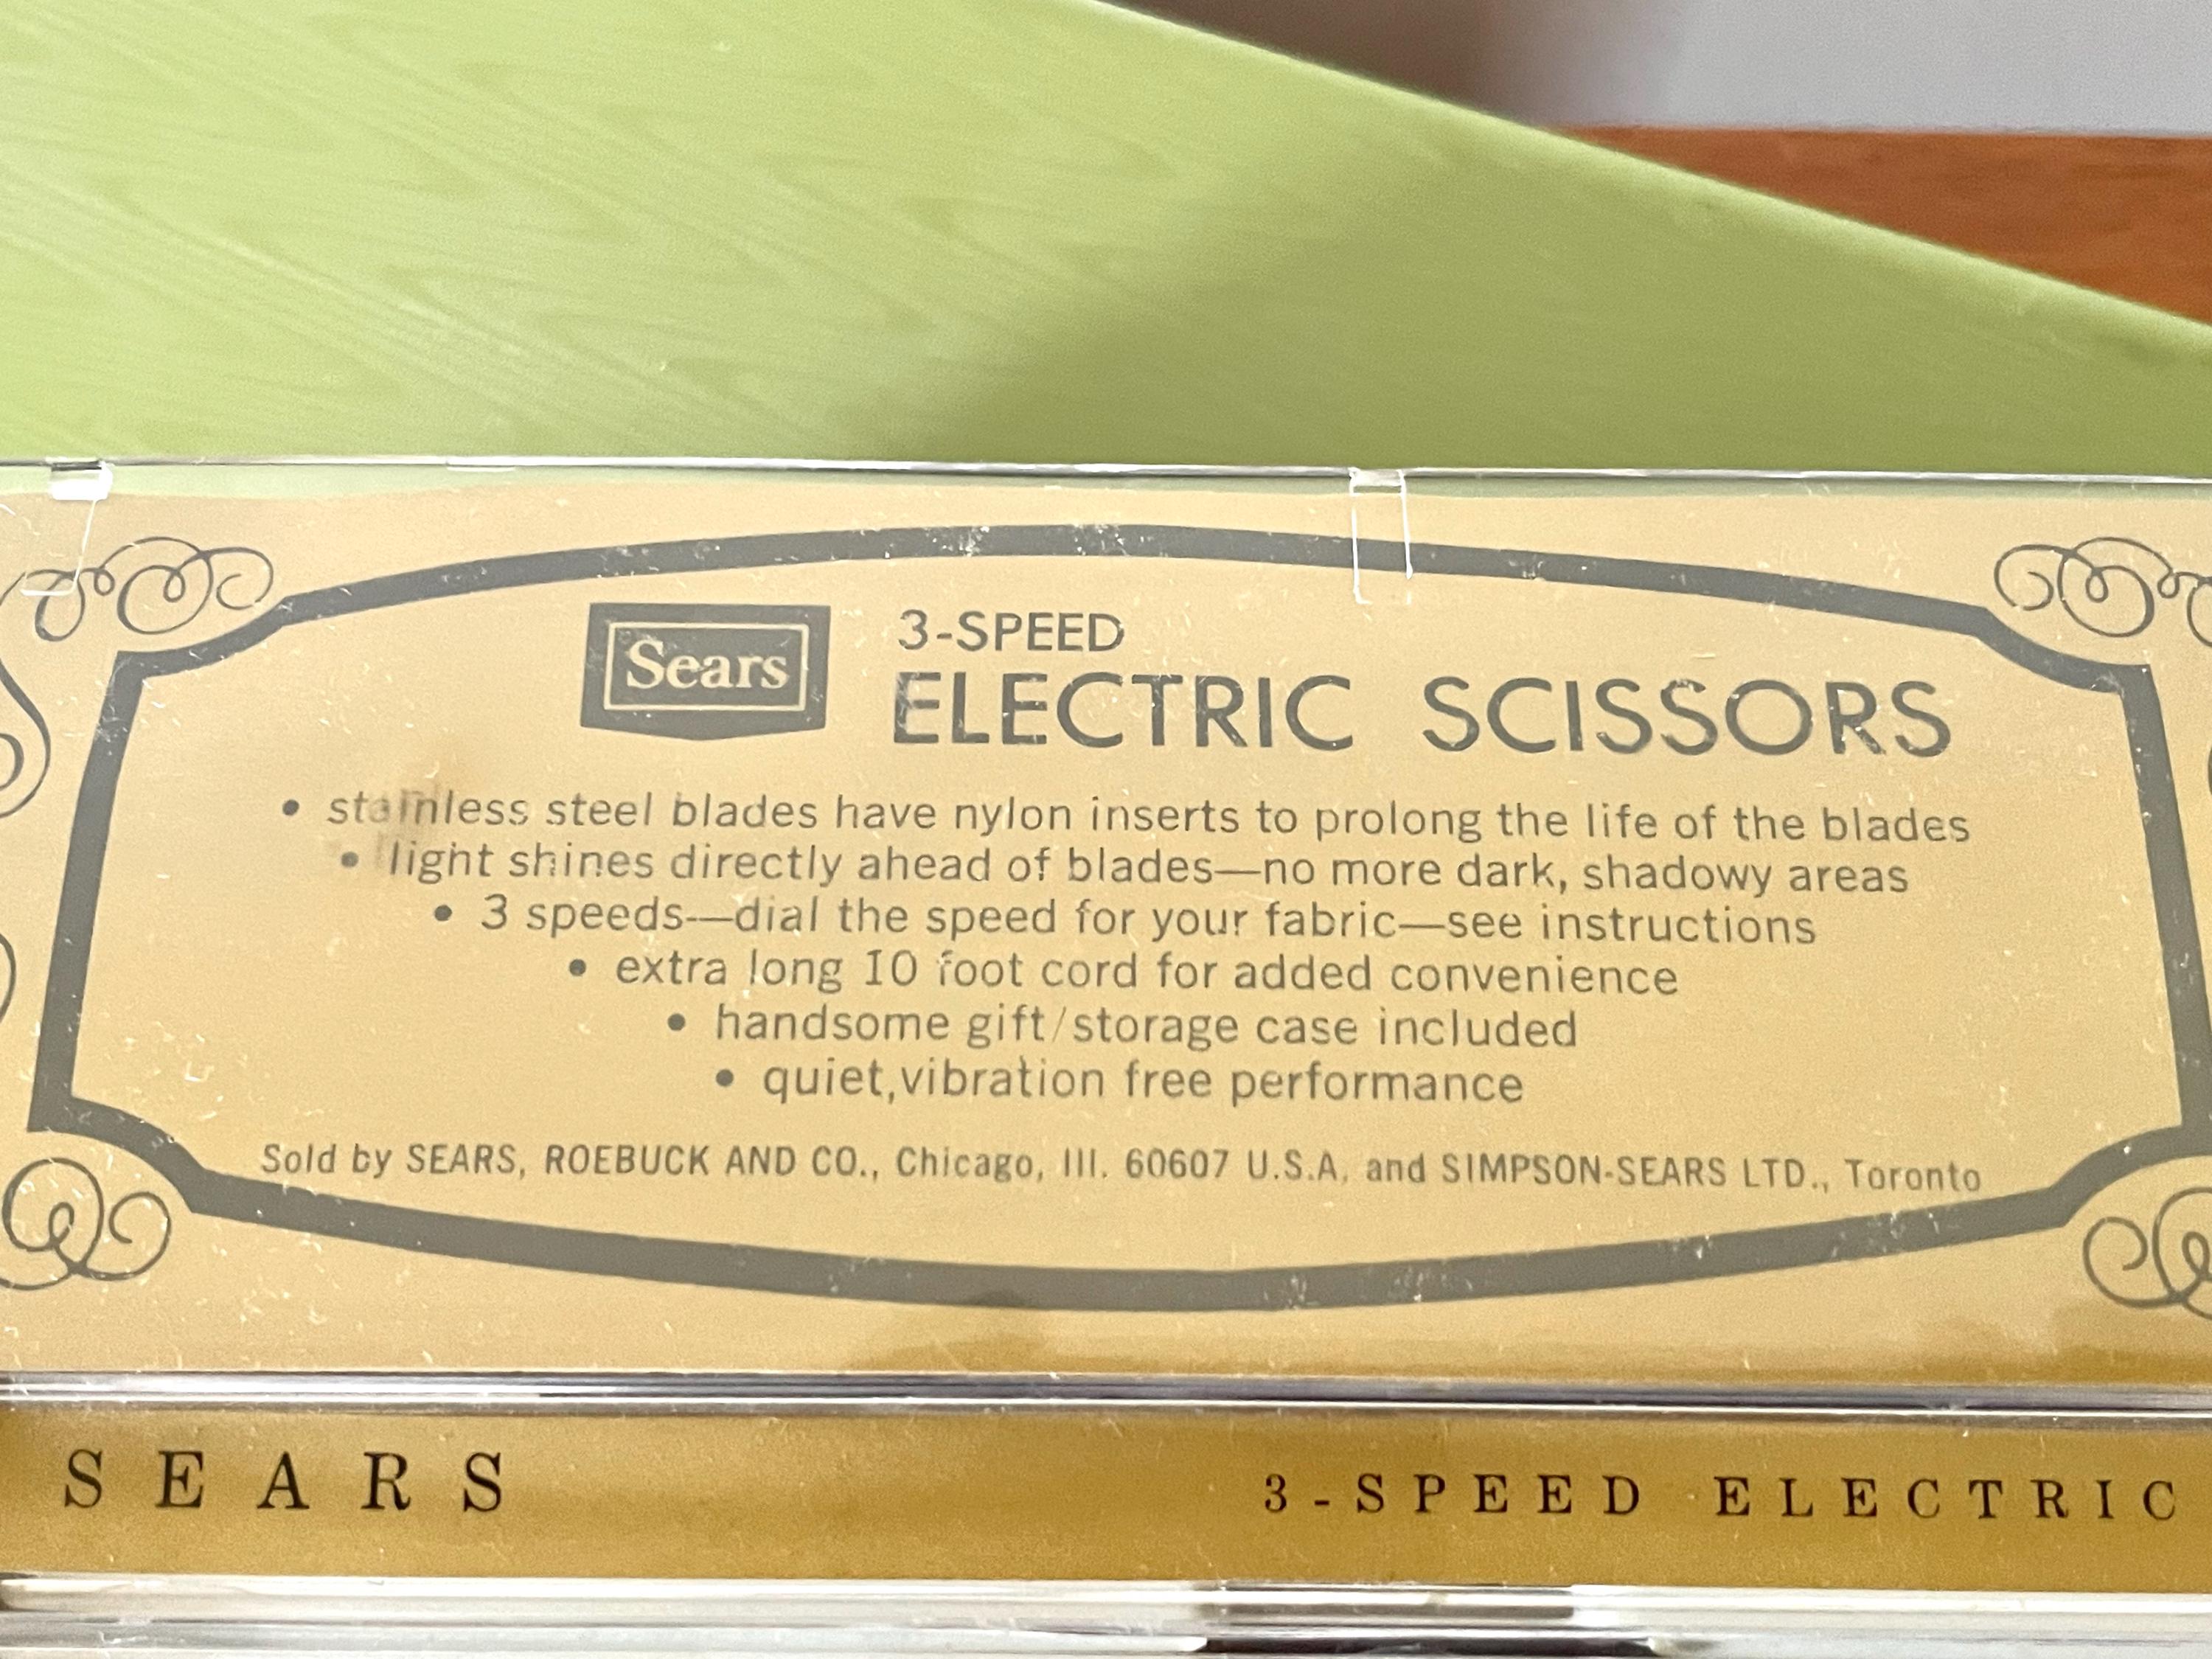 Sears
3-SPEED
ELECTRIC SCISSORS
• stainless steel blades have nylon inserts to prolong the life of the blades
• light shines directly ahead of blades—no more dark, shadowy areas
• 3 speeds—dial the speed for your fabric—see instructions
• extra long 10 foot cord for added convenience
• handsome gift/storage case included
• quiet,vibration free performance
Sold by SEARS, ROEBUCK AND CO., Chicago, Ill. 60607 U.S.A. and SIMPSON-SEARS LTD., Toronto
SEARS 3-SPEED ELECTRIC